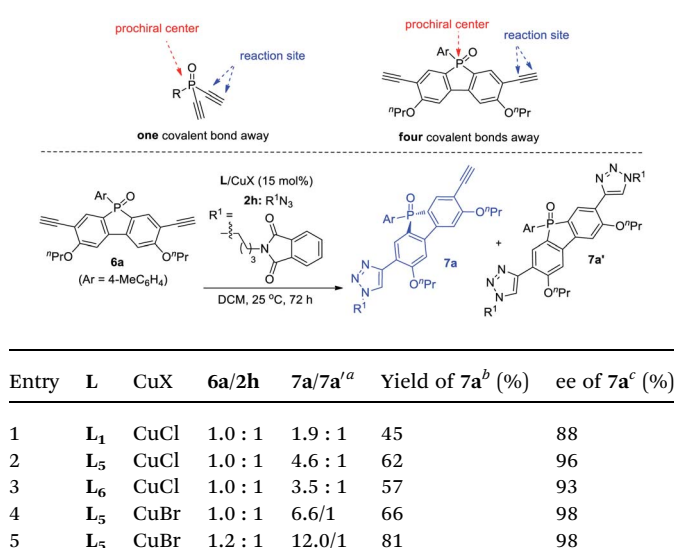 prochiral center
reaction site
prochiral center
reaction site
O
R P
one covalent bond away
Ar P O
ⁿPrO OⁿPr
four covalent bonds away
Ar P O
ⁿPrO OⁿPr
6a
(Ar = 4-MeC₆H₄)
L/CuX (15 mol%)
2h: R¹N₃
R¹ =
( )₃ N O O
DCM, 25 °C, 72 h
O P Ar
OⁿPr
7a
N N N
R¹
OⁿPr
+
N N N R¹
O P Ar
OⁿPr
7a'
N N N
R¹
OⁿPr
Entry L CuX 6a/2h 7a/7a'ᵃ Yield of 7aᵇ (%) ee of 7aᶜ (%)
1 L₁ CuCl 1.0 : 1 1.9 : 1 45 88
2 L₅ CuCl 1.0 : 1 4.6 : 1 62 96
3 L₆ CuCl 1.0 : 1 3.5 : 1 57 93
4 L₅ CuBr 1.0 : 1 6.6/1 66 98
5 L₅ CuBr 1.2 : 1 12.0/1 81 98